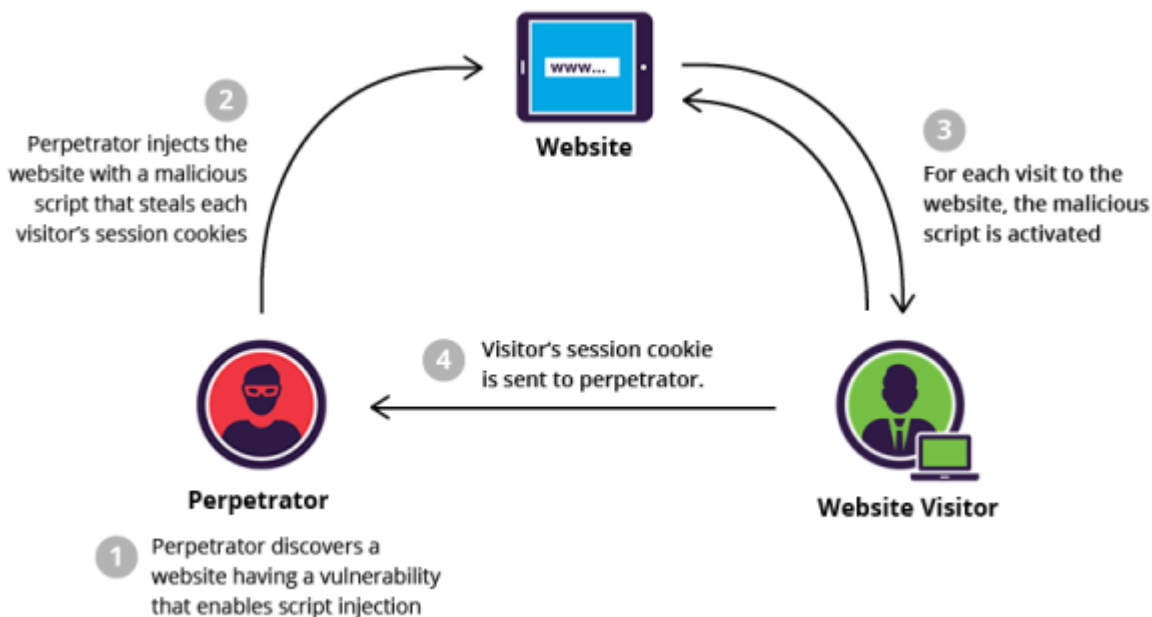 www...
Website
2
Perpetrator injects the
website with a malicious
script that steals each
visitor's session cookies
3
For each visit to the
website, the malicious
script is activated
4
Visitor's session cookie
is sent to perpetrator.
Perpetrator
Website Visitor
1
Perpetrator discovers a
website having a vulnerability
that enables script injection